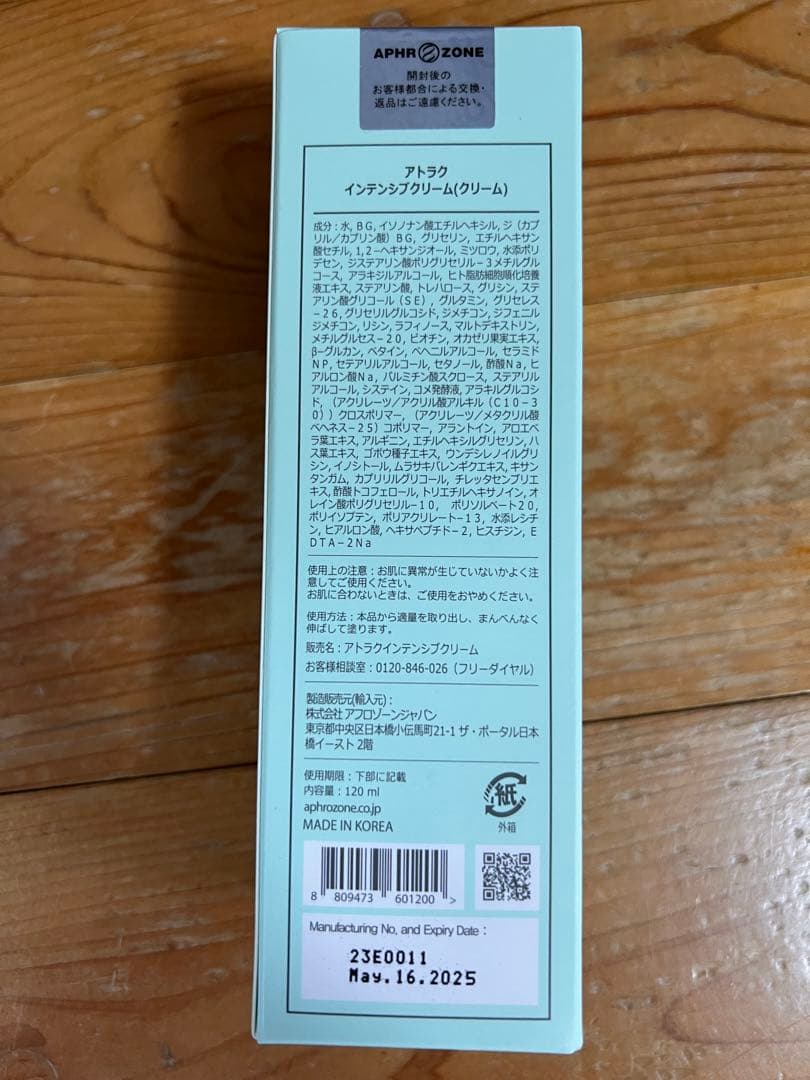 APHROZONE
開封後の
お客様都合による交換・
返品はご遠慮ください。
アトラク
インテンシブクリーム(クリーム)
成分：水, BG, イソノナン酸エチルヘキシル, ジ（カプ
リル／カプリン酸）BG, グリセリン, エチルヘキサン
酸セチル, 1,2－ヘキサンジオール, ミツロウ, 水添ポリ
デセン, ジステアリン酸ポリグリセリル－3メチルグル
コース, アラキジルアルコール, ヒト脂肪細胞順化培養
液エキス, ステアリン酸, トレハロース, グリシン, ステ
アリン酸グリコール（SE）, グルタミン, グリセレス
－26, グリセリルグルコシド, ジメチコン, ジフェニル
ジメチコン, リシン, ラフィノース, マルトデキストリン,
メチルグルセス－20, ビオチン, オカゼリ果実エキス,
β－グルカン, ベタイン, ベヘニルアルコール, セラミド
NP, セテアリルアルコール, セタノール, 酢酸Na, ヒ
アルロン酸Na, パルミチン酸スクロース, ステアリル
アルコール, システイン, コメ発酵液, アラキルグルコシ
ド, （アクリレーツ／アクリル酸アルキル（C10－3
0））クロスポリマー, （アクリレーツ／メタクリル酸
ベヘネス－25）コポリマー, アラントイン, アロエベ
ラ葉エキス, アルギニン, エチルヘキシルグリセリン, ハ
ス葉エキス, ゴボウ種子エキス, ウンデシレノイルグリ
シン, イノシトール, ムラサキバレンギクエキス, キサン
タンガム, カプリリルグリコール, チレッタセンブリエ
キス, 酢酸トコフェロール, トリエチルヘキサノイン, オ
レイン酸ポリグリセリル－10, ポリソルベート20,
ポリイソブテン, ポリアクリレート－13, 水添レシチ
ン, ヒアルロン酸, ヘキサペプチド－2, ヒスチジン, E
DTA－2Na
使用上の注意：お肌に異常が生じていないかよく注
意してご使用ください。
お肌に合わないときは、ご使用をおやめください。
使用方法：本品から適量を取り出し、まんべんなく
伸ばして塗ります。
販売名：アトラクインテンシブクリーム
お客様相談室：0120-846-026（フリーダイヤル）
製造販売元(輸入元)：
株式会社 アフロゾーンジャパン
東京都中央区日本橋小伝馬町21-1 ザ・ポータル日本
橋イースト 2階
使用期限：下部に記載
内容量：120 ml
aphrozone.co.jp
MADE IN KOREA
紙
外箱
8 809473 601200 >
Manufacturing No, and Expiry Date：
23E0011
May.16.2025